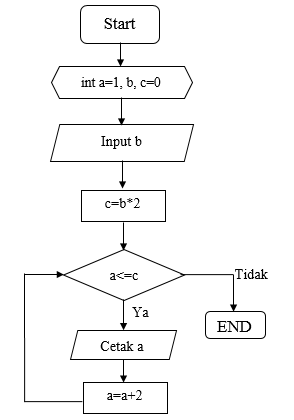 Start
int a=1, b, c=0
Input b
c=b*2
a<=c
Tidak
Ya
END
Cetak a
a=a+2